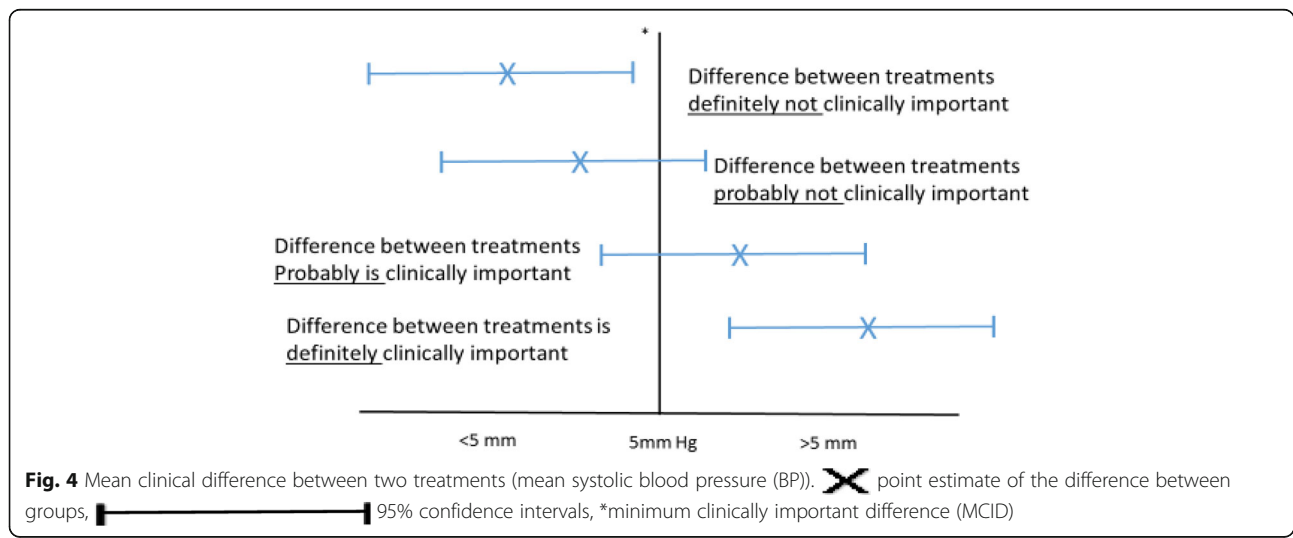 *
Difference between treatments
definitely not clinically important
Difference between treatments
probably not clinically important
Difference between treatments
Probably is clinically important
Difference between treatments is
definitely clinically important
<5 mm 5mm Hg >5 mm
Fig. 4 Mean clinical difference between two treatments (mean systolic blood pressure (BP)). point estimate of the difference between
groups, 95% confidence intervals, *minimum clinically important difference (MCID)